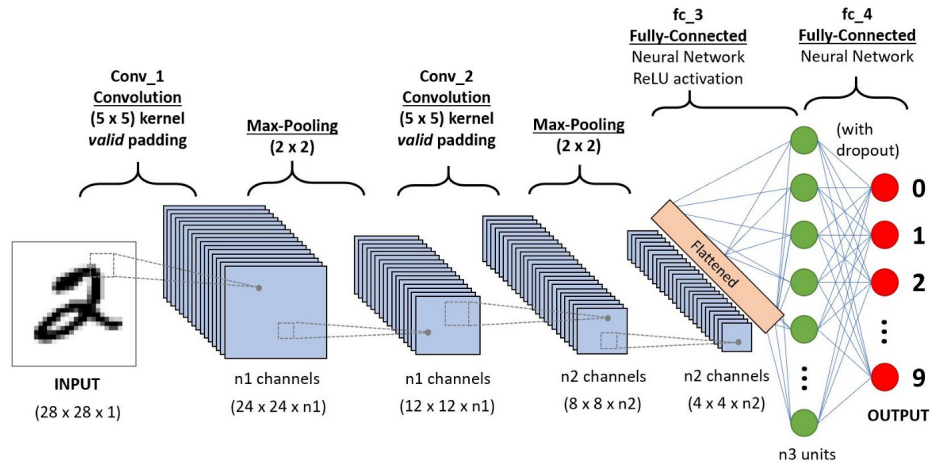 fc_3
Fully-Connected
Neural Network
ReLU activation
fc_4
Fully-Connected
Neural Network
Conv_1
Convolution
(5 x 5) kernel
valid padding
Max-Pooling
(2 x 2)
Conv_2
Convolution
(5 x 5) kernel
valid padding
Max-Pooling
(2 x 2)
(with
dropout)
Flattened
0
1
2
9
INPUT
(28 x 28 x 1)
n1 channels
(24 x 24 x n1)
n1 channels
(12 x 12 x n1)
n2 channels
(8 x 8 x n2)
n2 channels
(4 x 4 x n2)
OUTPUT
n3 units
2